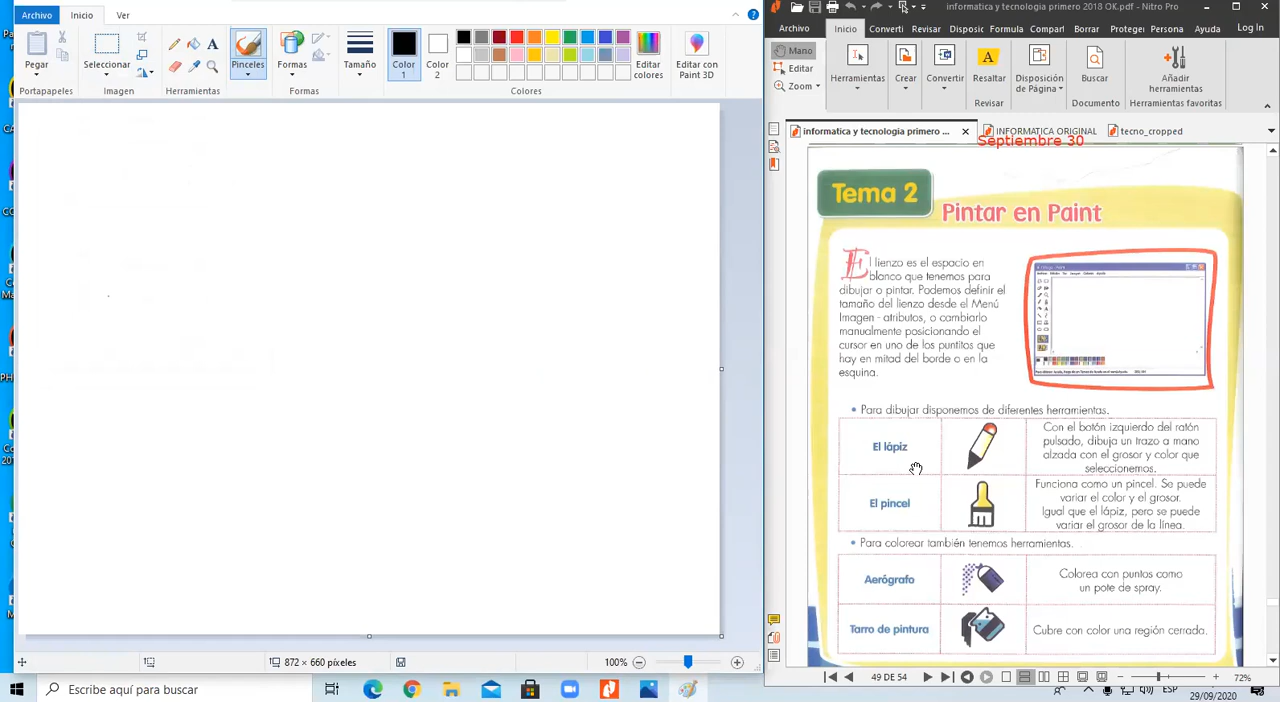 Archivo Inicio Ver
Pegar
Seleccionar
Pinceles
Formas
Tamaño
Color 1
Color 2
Editar colores
Editar con Paint 3D
Portapapeles Imagen Herramientas Formas Colores
872 × 660 píxeles
100%
Escribe aquí para buscar
informatica y tecnologia primero 2018 OK.pdf - Nitro Pro
Archivo Inicio Converti Revisar Disposic Formula Compart Borrar Protege Persona Ayuda Log In
Mano
Editar
Zoom
Herramientas
Crear
Convertir
Resaltar
Disposición de Página
Buscar
Añadir herramientas
Revisar Documento Herramientas favoritas
informatica y tecnologia primero ... INFORMATICA ORIGINAL tecno_cropped
Septiembre 30
Tema 2
Pintar en Paint
El lienzo es el espacio en
blanco que tenemos para
dibujar o pintar. Podemos definir el
tamaño del lienzo desde el Menú
Imagen - atributos, o cambiarlo
manualmente posicionando el
cursor en uno de los puntitos que
hay en mitad del borde o en la
esquina.
• Para dibujar disponemos de diferentes herramientas.
El lápiz
Con el botón izquierdo del ratón
pulsado, dibuja un trazo a mano
alzada con el grosor y color que
seleccionemos.
El pincel
Funciona como un pincel. Se puede
variar el color y el grosor.
Igual que el lápiz, pero se puede
variar el grosor de la línea.
• Para colorear también tenemos herramientas.
Aerógrafo
Colorea con puntos como
un pote de spray.
Tarro de pintura
Cubre con color una región cerrada.
49 DE 54
72%
ESP
29/09/2020